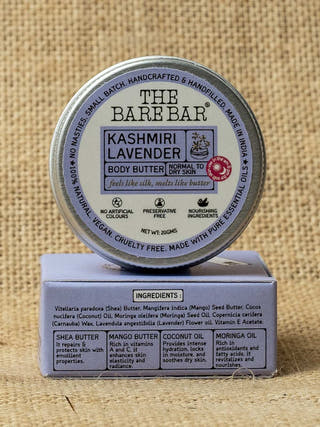 NO NASTIES. SMALL BATCH. HANDCRAFTED & HANDFILLED. MADE IN INDIA
THE
BARE BAR®
KASHMIRI
LAVENDER
BODY BUTTER
NORMAL TO
DRY SKIN
feels like silk, melts like butter
NO ARTIFICIAL
COLOURS
PRESERVATIVE
FREE
NOURISHING
INGREDIENTS
NET WT: 20GMS
100% NATURAL. VEGAN. CRUELTY FREE. MADE WITH PURE ESSENTIAL OILS
INGREDIENTS:
Vitellaria paradoxa (Shea) Butter, Mangifera indica (Mango) Seed Butter, Cocos
nucifera (Coconut) Oil, Moringa oleifera (Moringa) Seed Oil, Copernicia cerifera
(Carnauba) Wax, Lavandula angestifolia (Lavender) Flower oil, Vitamin E Acetate.
SHEA BUTTER
It repairs &
protects skin with
emollient
properties.
MANGO BUTTER
Rich in vitamins
A and C, it
enhances skin
elasticity and
radiance.
COCONUT OIL
Provides intense
hydration, locks
in moisture, and
soothes dry skin.
MORINGA OIL
Rich in
antioxidants and
fatty acids, it
revitalizes and
nourishes.